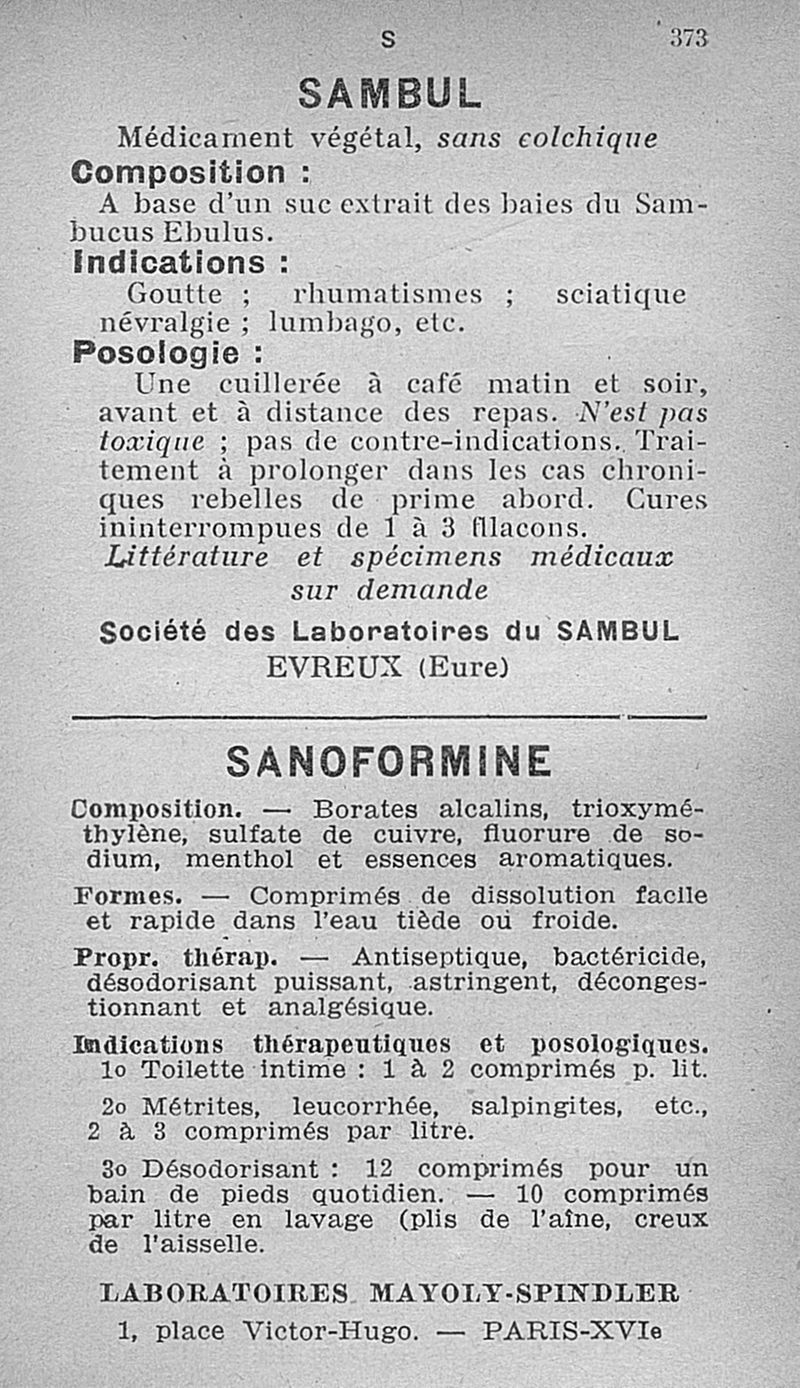 S 373
SAMBUL
Médicament végétal, sans colchique
Composition :
A base d'un suc extrait des baies du Sam-
bucus Ebulus.
Indications :
Goutte ; rhumatismes ; sciatique
névralgie ; lumbago, etc.
Posologie :
Une cuillerée à café matin et soir,
avant et à distance des repas. N'est pas
toxique ; pas de contre-indications. Trai-
tement à prolonger dans les cas chroni-
ques rebelles de prime abord. Cures
ininterrompues de 1 à 3 fllacons.
Littérature et spécimens médicaux
sur demande
Société des Laboratoires du SAMBUL
EVREUX (Eure)
SANOFORMINE
Composition. — Borates alcalins, trioxymé-
thylène, sulfate de cuivre, fluorure de so-
dium, menthol et essences aromatiques.
Formes. — Comprimés de dissolution facile
et rapide dans l'eau tiède où froide.
Propr. thérap. — Antiseptique, bactéricide,
désodorisant puissant, astringent, déconges-
tionnant et analgésique.
Indications thérapeutiques et posologiques.
1o Toilette intime : 1 à 2 comprimés p. lit.
2o Métrites, leucorrhée, salpingites, etc.,
2 à 3 comprimés par litre.
3o Désodorisant : 12 comprimés pour un
bain de pieds quotidien. — 10 comprimés
par litre en lavage (plis de l'aîne, creux
de l'aisselle.
LABORATOIRES MAYOLY-SPINDLER
1, place Victor-Hugo. — PARIS-XVIe